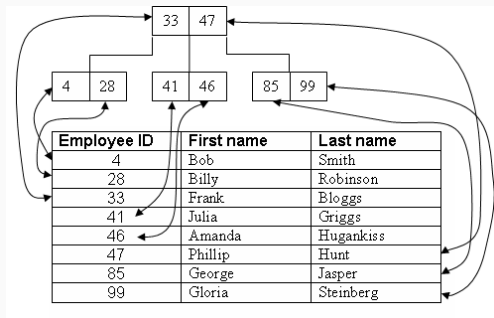 33 47
4 28 41 46 85 99
Employee ID First name Last name
4 Bob Smith
28 Billy Robinson
33 Frank Bloggs
41 Julia Griggs
46 Amanda Hugankiss
47 Phillip Hunt
85 George Jasper
99 Gloria Steinberg